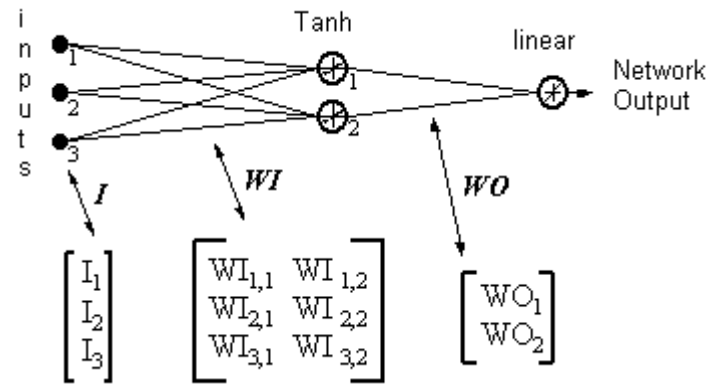 inputs
Tanh
linear
Network
Output
1
2
3
1
2
I
WI
WO
I1
I2
I3
WI1,1 WI1,2
WI2,1 WI2,2
WI3,1 WI3,2
WO1
WO2